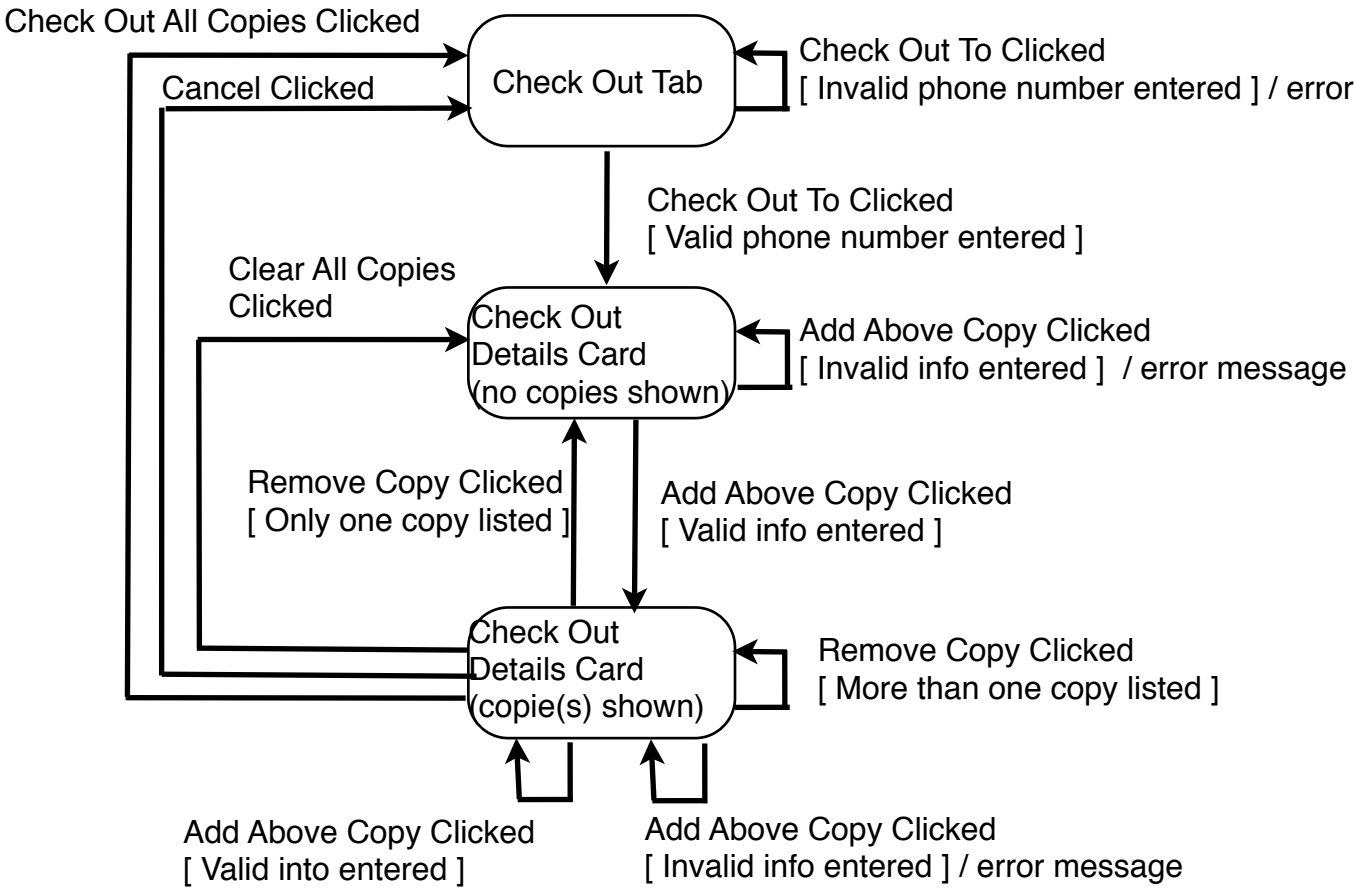 Check Out All Copies Clicked
Cancel Clicked
Check Out Tab
Check Out To Clicked
[ Invalid phone number entered ] / error
Check Out To Clicked
[ Valid phone number entered ]
Clear All Copies
Clicked
Check Out
Details Card
(no copies shown)
Add Above Copy Clicked
[ Invalid info entered ]  / error message
Remove Copy Clicked
[ Only one copy listed ]
Add Above Copy Clicked
[ Valid info entered ]
Check Out
Details Card
(copie(s) shown)
Remove Copy Clicked
[ More than one copy listed ]
Add Above Copy Clicked
[ Valid into entered ]
Add Above Copy Clicked
[ Invalid info entered ] / error message